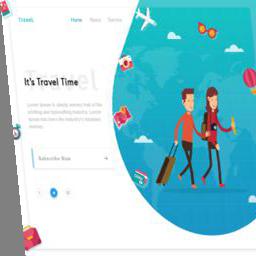 Travel
Home News Service
Travel
It's Travel Time
Lorem Ipsum is simply dummy text of the
printing and typesetting industry. Lorem
Ipsum has been the industry's standard
dummy.
Subscribe Now